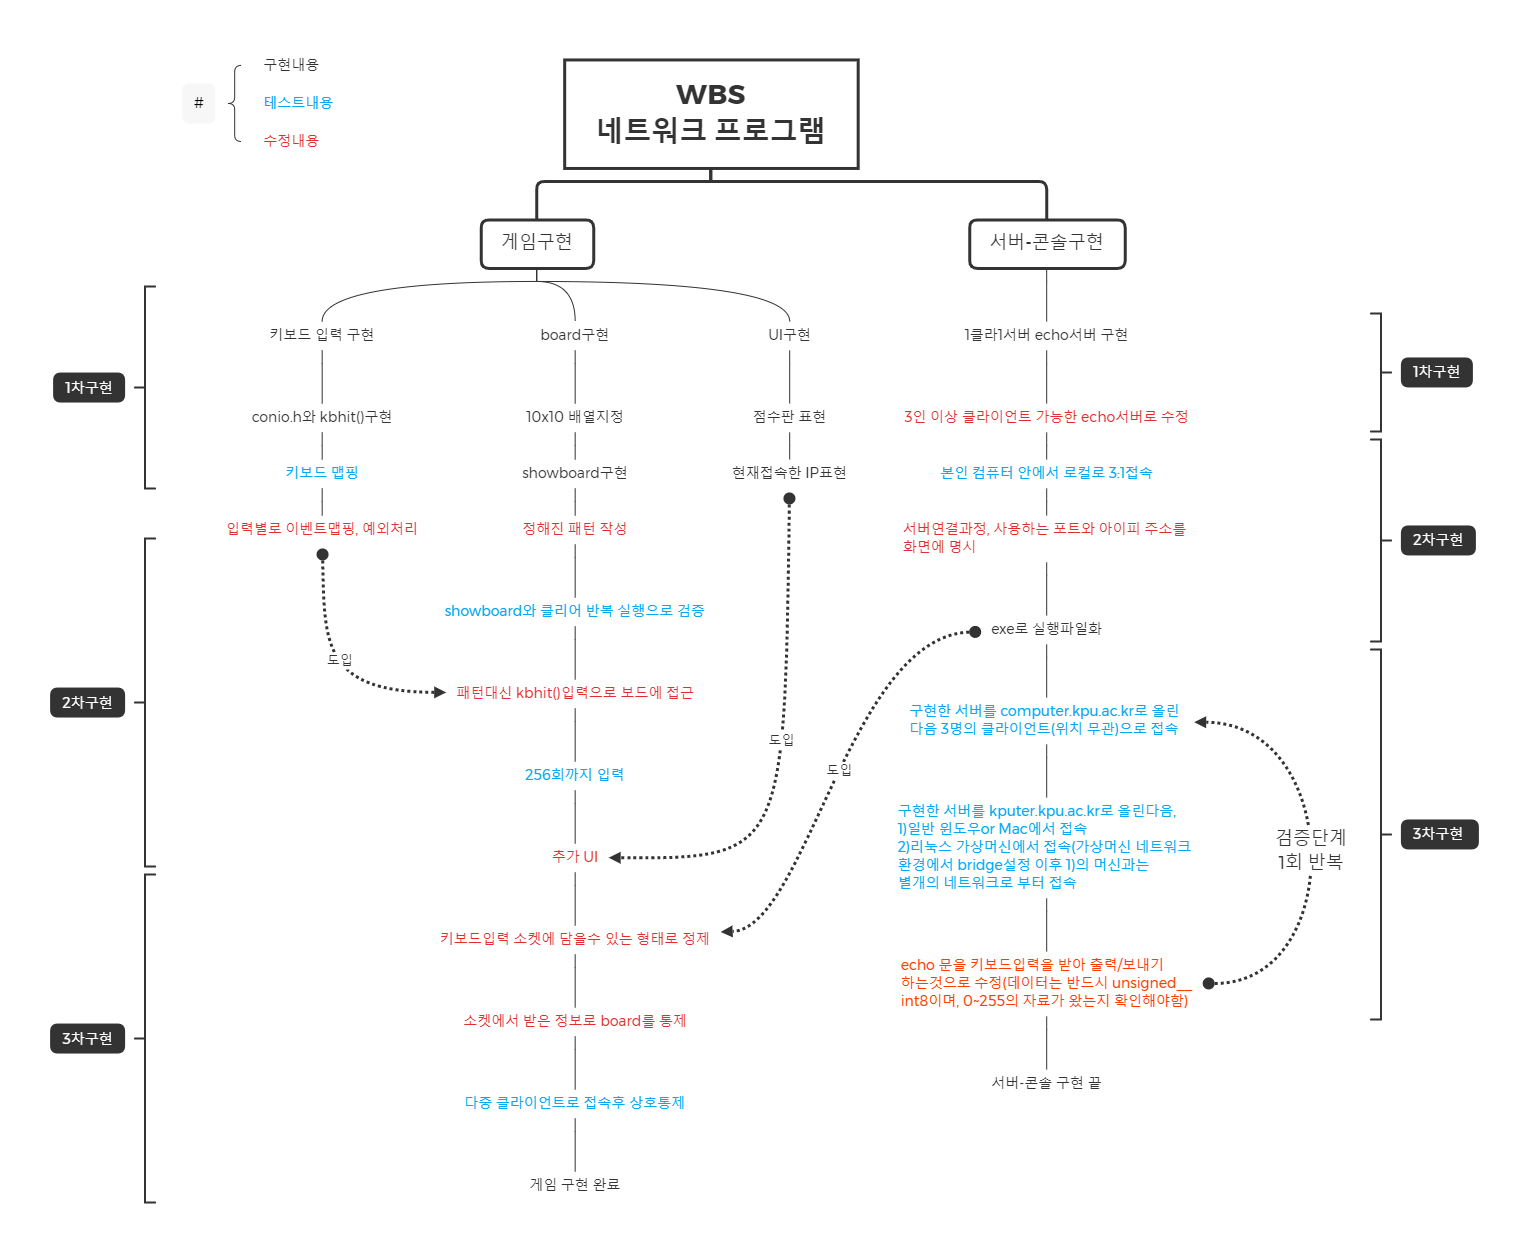 #
구현내용
테스트내용
수정내용
WBS
네트워크 프로그램
게임구현
서버-콘솔구현
1차구현
2차구현
3차구현
키보드 입력 구현
conio.h와 kbhit()구현
키보드 맵핑
입력별로 이벤트맵핑, 예외처리
도입
board구현
10x10 배열지정
showboard구현
정해진 패턴 작성
showboard와 클리어 반복 실행으로 검증
패턴대신 kbhit()입력으로 보드에 접근
256회까지 입력
추가 UI
키보드입력 소켓에 담을수 있는 형태로 정제
소켓에서 받은 정보로 board를 통제
다중 클라이언트로 접속후 상호통제
게임 구현 완료
UI구현
점수판 표현
현재접속한 IP표현
도입
도입
1클라1서버 echo서버 구현
3인 이상 클라이언트 가능한 echo서버로 수정
본인 컴퓨터 안에서 로컬로 3:1접속
서버연결과정, 사용하는 포트와 아이피 주소를
화면에 명시
exe로 실행파일화
구현한 서버를 computer.kpu.ac.kr로 올린
다음 3명의 클라이언트(위치 무관)으로 접속
구현한 서버를 kputer.kpu.ac.kr로 올린다음,
1)일반 윈도우or Mac에서 접속
2)리눅스 가상머신에서 접속(가상머신 네트워크
환경에서 bridge설정 이후 1)의 머신과는
별개의 네트워크로 부터 접속
echo 문을 키보드입력을 받아 출력/보내기
하는것으로 수정(데이터는 반드시 unsigned__
int8이며, 0~255의 자료가 왔는지 확인해야함)
서버-콘솔 구현 끝
검증단계
1회 반복
1차구현
2차구현
3차구현